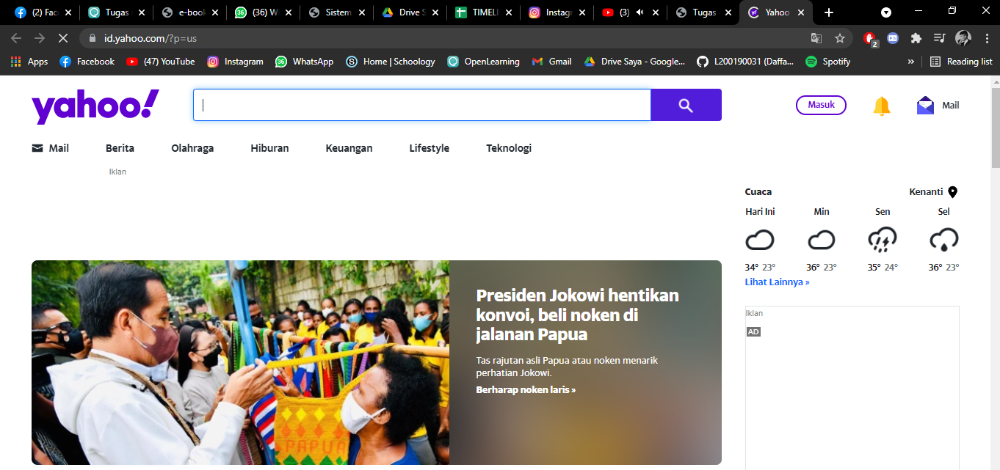 (2) Fac
Tugas
e-book
(36) W
Sistem
Drive S
TIMELI
Instagr
(3)
Tugas
Yahoo
id.yahoo.com/?p=us
2
Apps
Facebook
(47) YouTube
Instagram
36
WhatsApp
Home | Schoology
OpenLearning
Gmail
Drive Saya - Google...
L200190031 (Daffa...
Spotify
»
Reading list
yahoo!
Masuk
Mail
Mail
Berita
Olahraga
Hiburan
Keuangan
Lifestyle
Teknologi
Iklan
Cuaca
Kenanti
Hari Ini
Min
Sen
Sel
34° 23°
36° 23°
35° 24°
36° 23°
Lihat Lainnya »
Iklan
AD
Presiden Jokowi hentikan
konvoi, beli noken di
jalanan Papua
Tas rajutan asli Papua atau noken menarik
perhatian Jokowi.
Berharap noken laris »
PAPUA